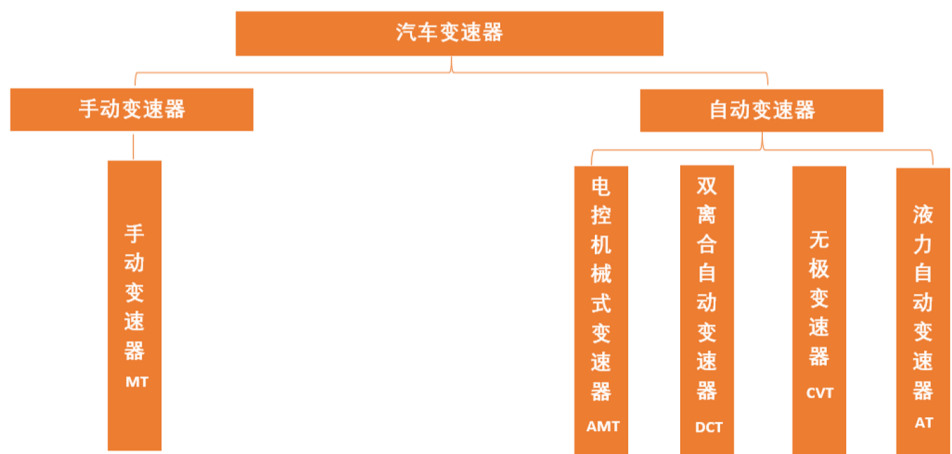 汽车变速器
手动变速器
自动变速器
手动变速器
MT
电控机械式变速器
AMT
双离合自动变速器
DCT
无极变速器
CVT
液力自动变速器
AT